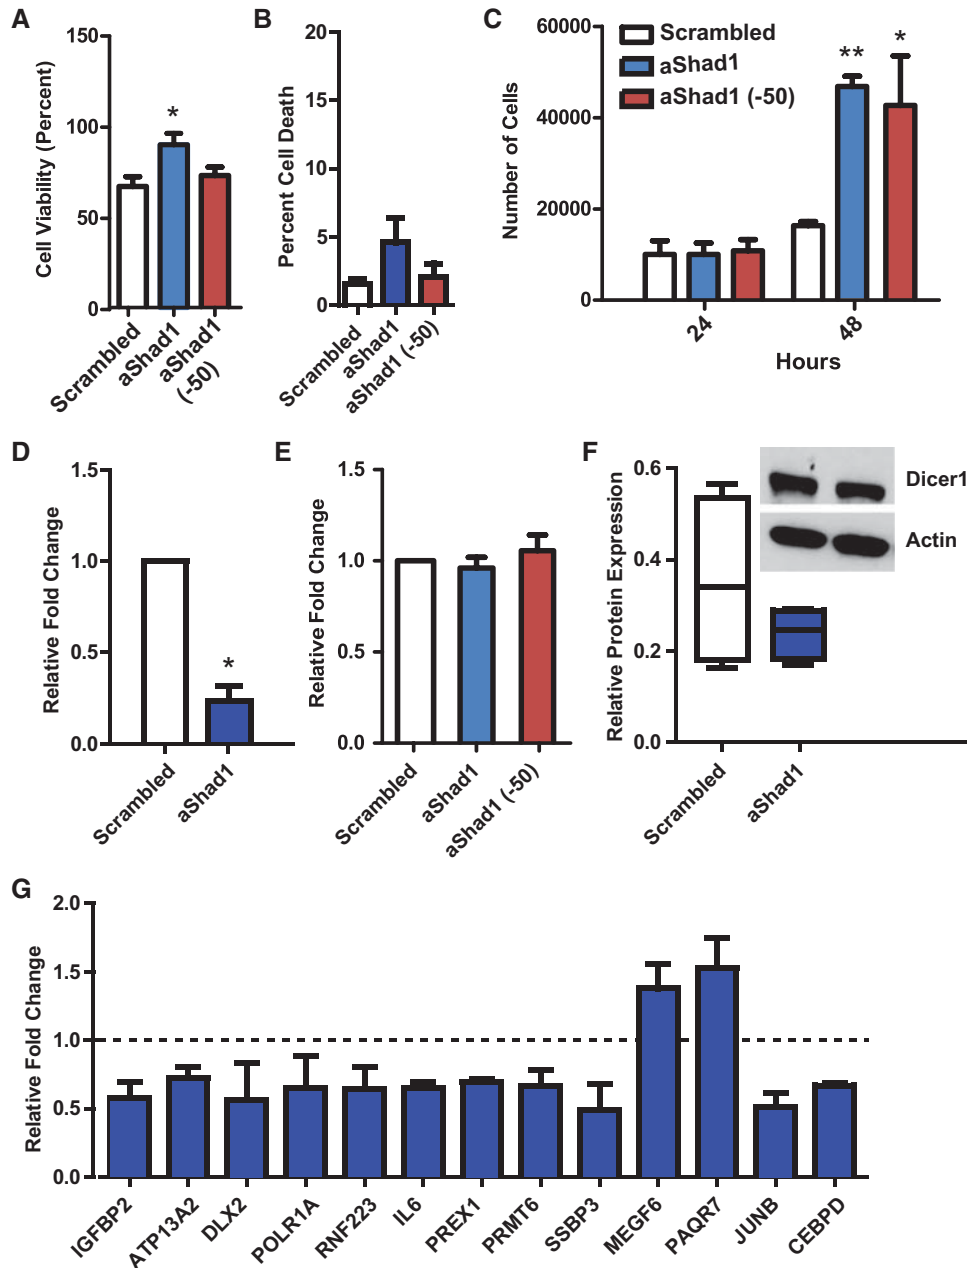 A
Cell Viability (Percent)
150
100
50
0
*
Scrambled
aShad1
aShad1
(-50)
B
Percent Cell Death
20
15
10
5
0
Scrambled
aShad1
aShad1 (-50)
C
Number of Cells
60000
40000
20000
0
Scrambled
aShad1
aShad1 (-50)
**
*
24
48
Hours
D
Relative Fold Change
1.5
1.0
0.5
0.0
*
Scrambled
aShad1
E
Relative Fold Change
1.5
1.0
0.5
0.0
Scrambled
aShad1
aShad1 (-50)
F
Relative Protein Expression
0.6
0.4
0.2
0.0
Dicer1
Actin
Scrambled
aShad1
G
Relative Fold Change
2.0
1.5
1.0
0.5
0.0
IGFBP2
ATP13A2
DLX2
POLR1A
RNF223
IL6
PREX1
PRMT6
SSBP3
MEGF6
PAQR7
JUNB
CEBPD